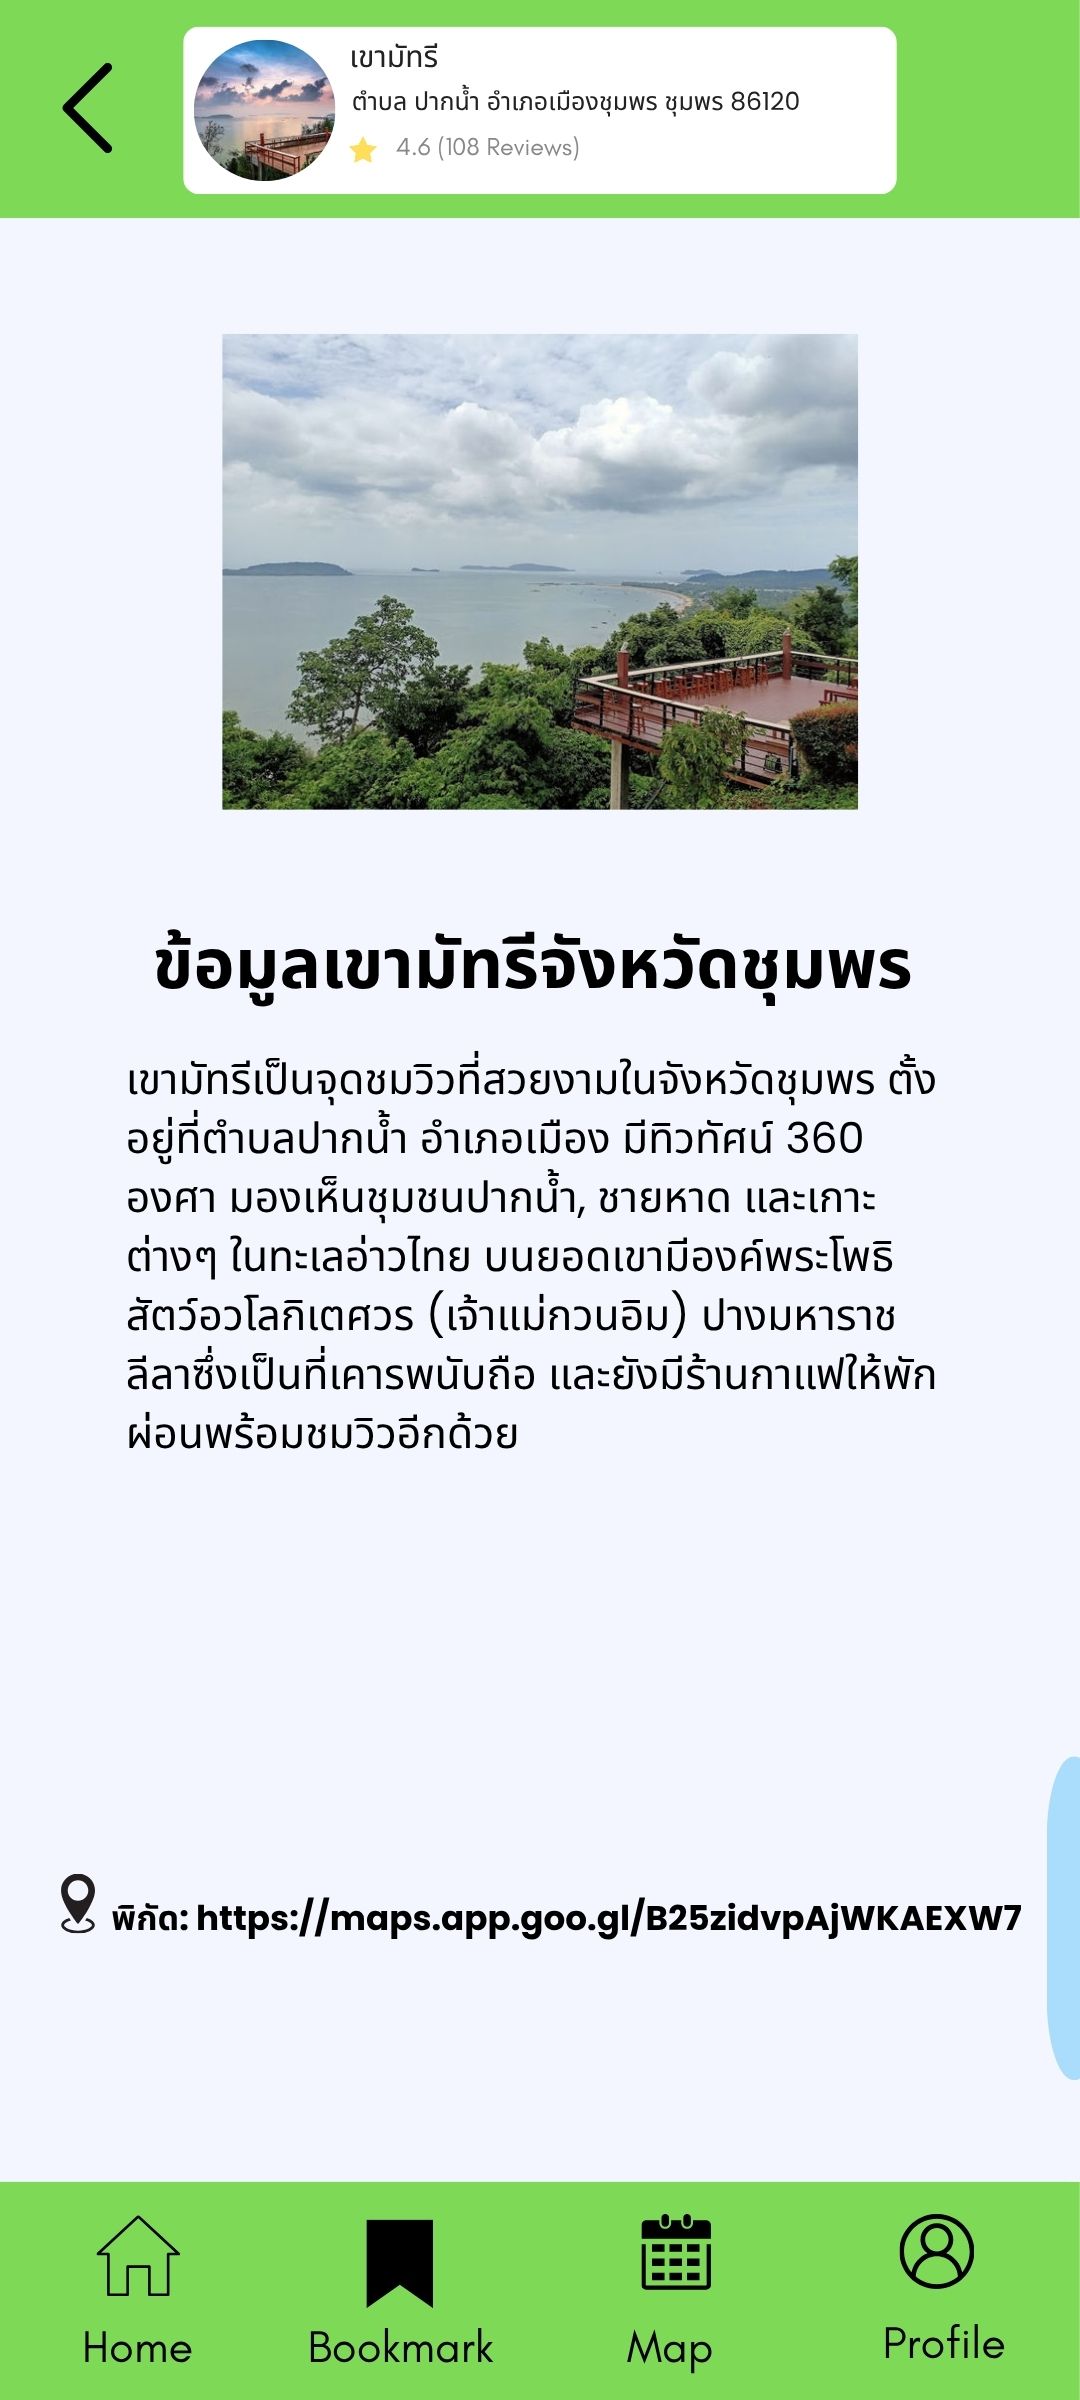 เขามัทรี
ตำบล ปากน้ำ อำเภอเมืองชุมพร ชุมพร 86120
4.6 (108 Reviews)
ข้อมูลเขามัทรีจังหวัดชุมพร
เขามัทรีเป็นจุดชมวิวที่สวยงามในจังหวัดชุมพร ตั้ง
อยู่ที่ตำบลปากน้ำ อำเภอเมือง มีทิวทัศน์ 360
องศา มองเห็นชุมชนปากน้ำ, ชายหาด และเกาะ
ต่างๆ ในทะเลอ่าวไทย บนยอดเขามีองค์พระโพธิ
สัตว์อวโลกิเตศวร (เจ้าแม่กวนอิม) ปางมหาราช
ลีลาซึ่งเป็นที่เคารพนับถือ และยังมีร้านกาแฟให้พัก
ผ่อนพร้อมชมวิวอีกด้วย
พิกัด: https://maps.app.goo.gl/B25zidvpAjWKAEXW7
Home
Bookmark
Map
Profile